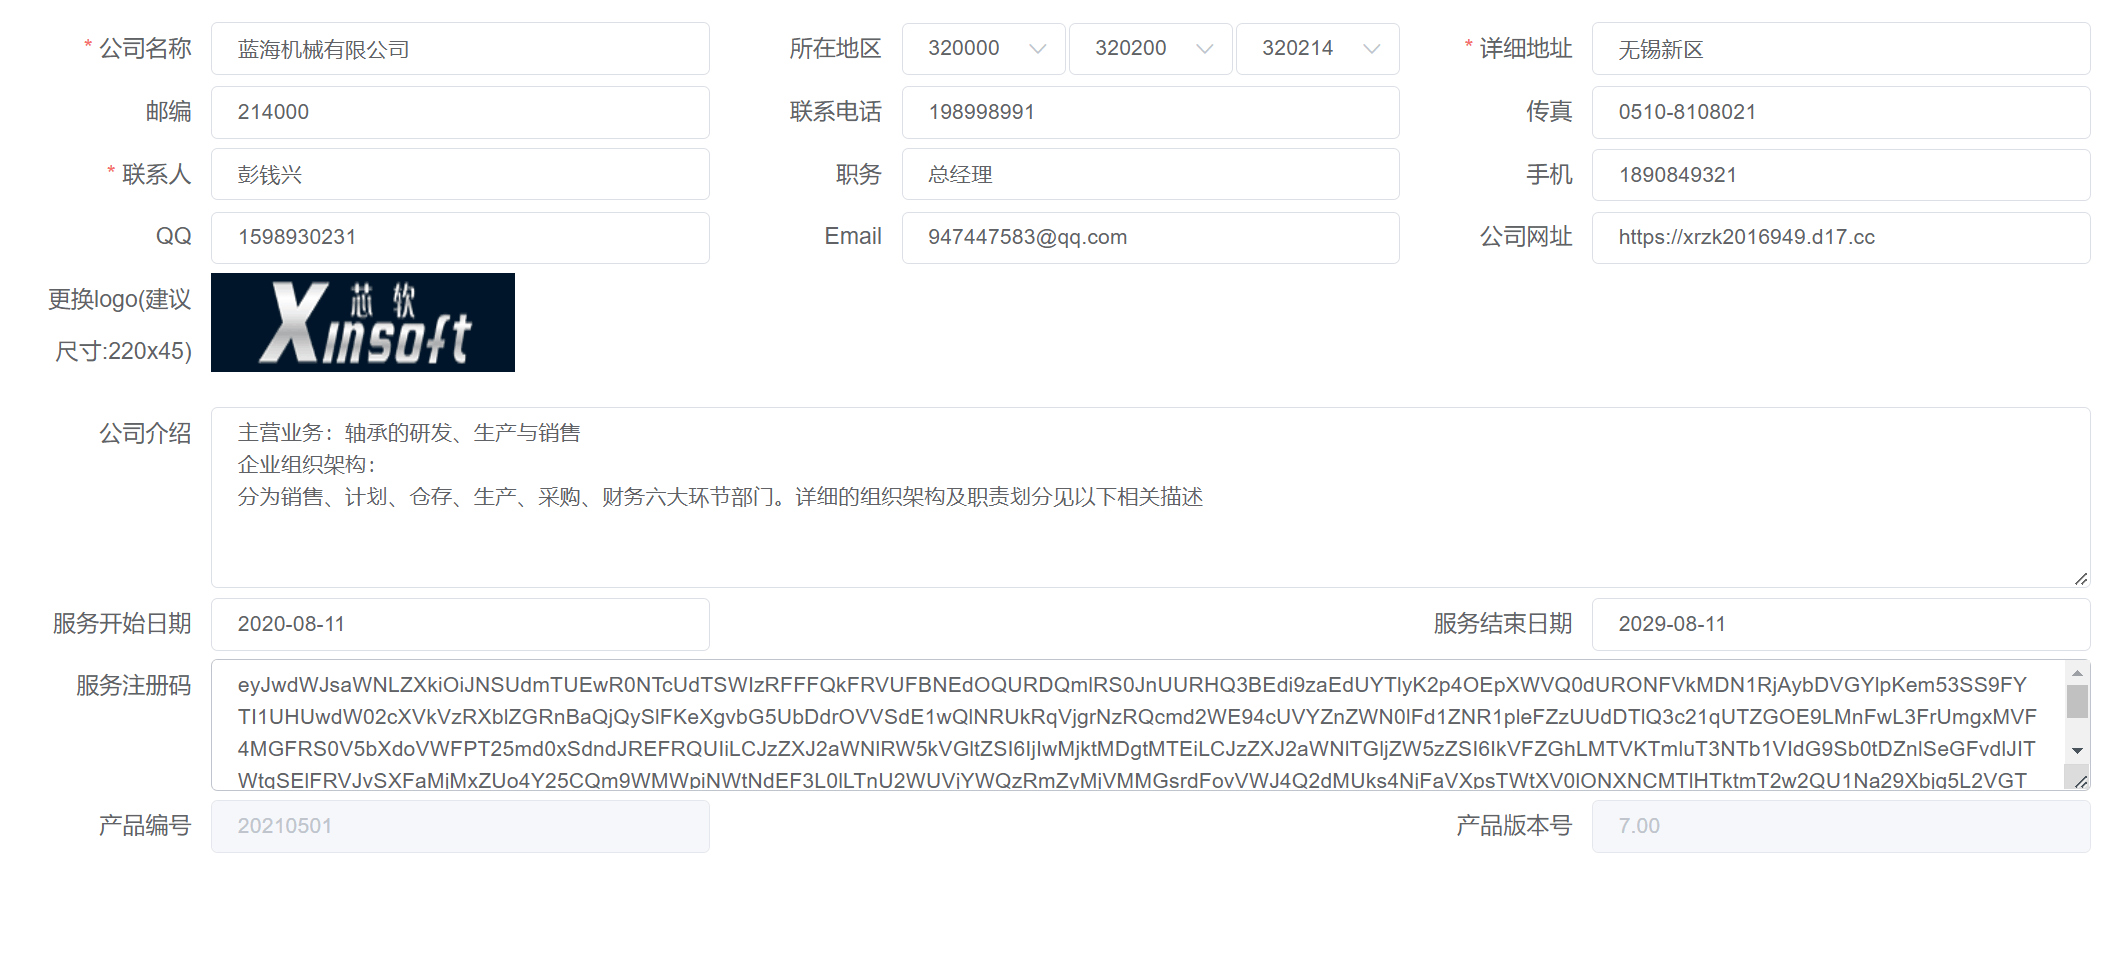 * 公司名称 蓝海机械有限公司 所在地区 320000 320200 320214 * 详细地址 无锡新区
邮编 214000 联系电话 198998991 传真 0510-8108021
* 联系人 彭钱兴 职务 总经理 手机 1890849321
QQ 1598930231 Email 947447583@qq.com 公司网址 https://xrzk2016949.d17.cc
更换logo(建议
尺寸:220x45)
芯软
Xinsoft
公司介绍 主营业务：轴承的研发、生产与销售
企业组织架构：
分为销售、计划、仓存、生产、采购、财务六大环节部门。详细的组织架构及职责划分见以下相关描述
服务开始日期 2020-08-11 服务结束日期 2029-08-11
服务注册码
产品编号 20210501 产品版本号 7.00